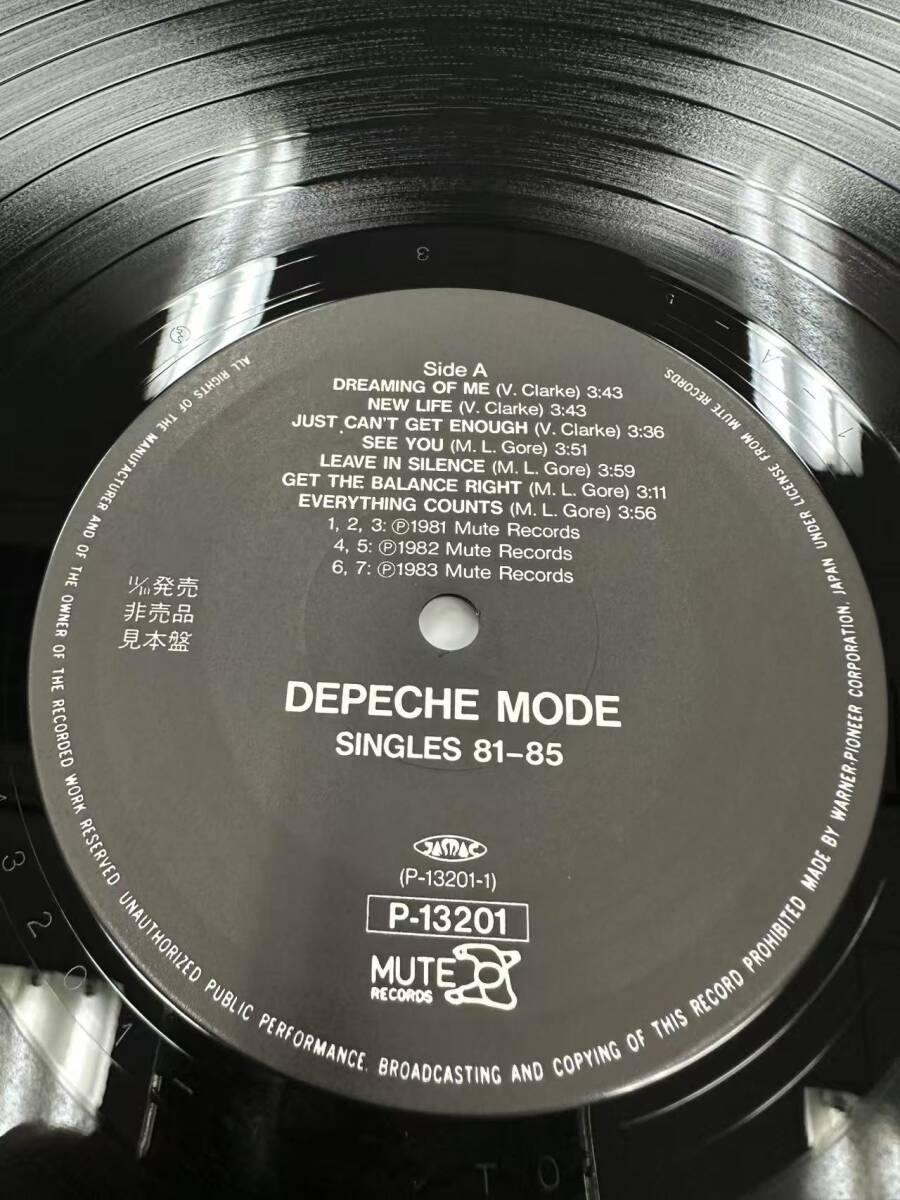 Side A
DREAMING OF ME (V. Clarke) 3:43
NEW LIFE (V. Clarke) 3:43
JUST CAN'T GET ENOUGH (V. Clarke) 3:36
SEE YOU (M. L. Gore) 3:51
LEAVE IN SILENCE (M. L. Gore) 3:59
GET THE BALANCE RIGHT (M. L. Gore) 3:11
EVERYTHING COUNTS (M. L. Gore) 3:56
1, 2, 3: Ⓟ1981 Mute Records
4, 5: Ⓟ1982 Mute Records
6, 7: Ⓟ1983 Mute Records
発売
非売品
見本盤
DEPECHE MODE
SINGLES 81–85
JASRAC
(P-13201-1)
P-13201
MUTE
RECORDS
ALL RIGHTS OF THE MANUFACTURER AND OF THE OWNER OF THE RECORDED WORK RESERVED UNAUTHORIZED PUBLIC PERFORMANCE, BROADCASTING AND COPYING OF THIS RECORD PROHIBITED MADE BY WARNER-PIONEER CORPORATION, JAPAN UNDER LICENSE FROM MUTE RECORDS.